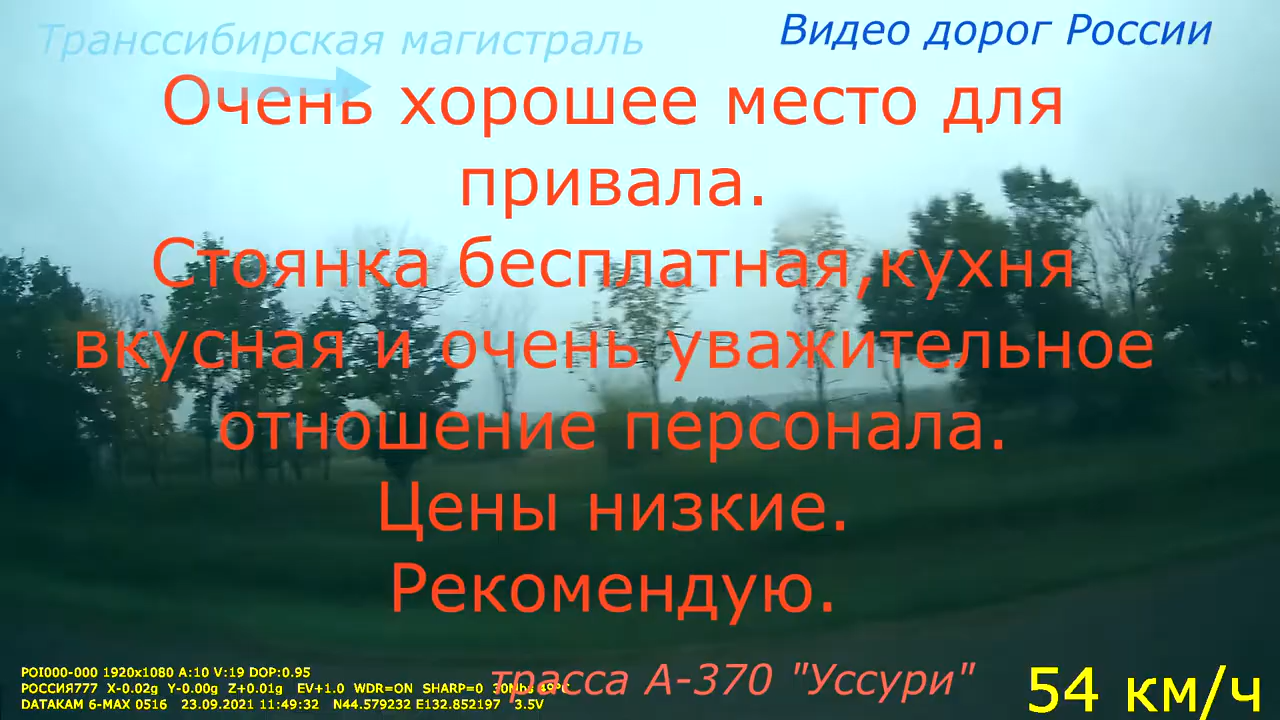 Транссибирская магистраль
Видео дорог России
Очень хорошее место для
привала.
Стоянка бесплатная,кухня
вкусная и очень уважительное
отношение персонала.
Цены низкие.
Рекомендую.
трасса А-370 "Уссури"
54 км/ч
POI000-000 1920x1080 A:10 V:19 DOP:0.95
РОССИЯ777 X-0.02g Y-0.00g Z+0.01g EV+1.0 WDR=ON SHARP=0 30Mbs 49°C
DATAKAM 6-MAX 0516 23.09.2021 11:49:32 N44.579232 E132.852197 3.5V